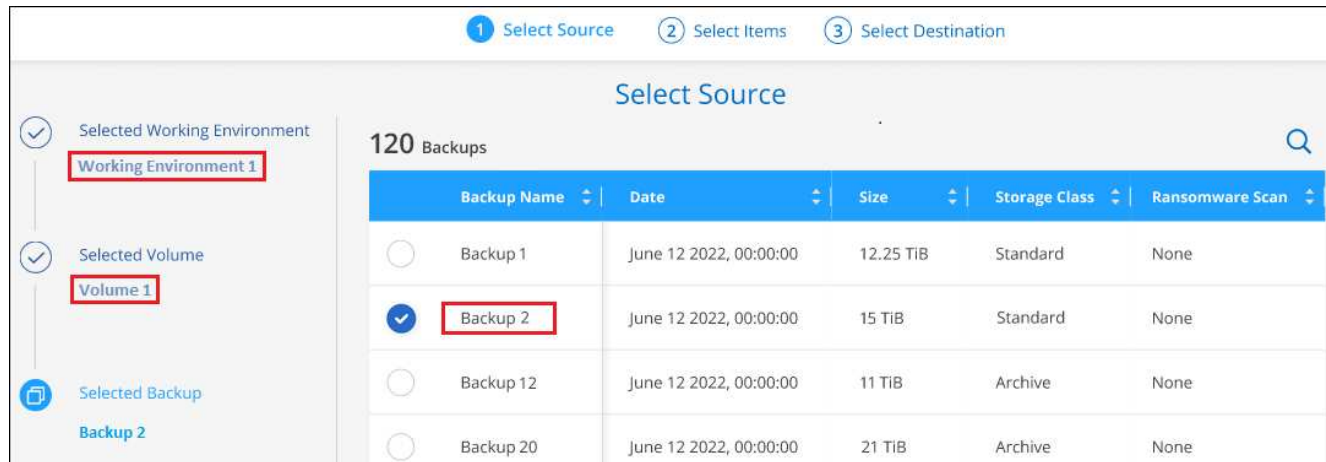 1 Select Source 2 Select Items 3 Select Destination
Select Source
Selected Working Environment
Working Environment 1
Selected Volume
Volume 1
Selected Backup
Backup 2
120 Backups
Backup Name Date Size Storage Class Ransomware Scan
Backup 1 June 12 2022, 00:00:00 12.25 TiB Standard None
Backup 2 June 12 2022, 00:00:00 15 TiB Standard None
Backup 12 June 12 2022, 00:00:00 11 TiB Archive None
Backup 20 June 12 2022, 00:00:00 21 TiB Archive None